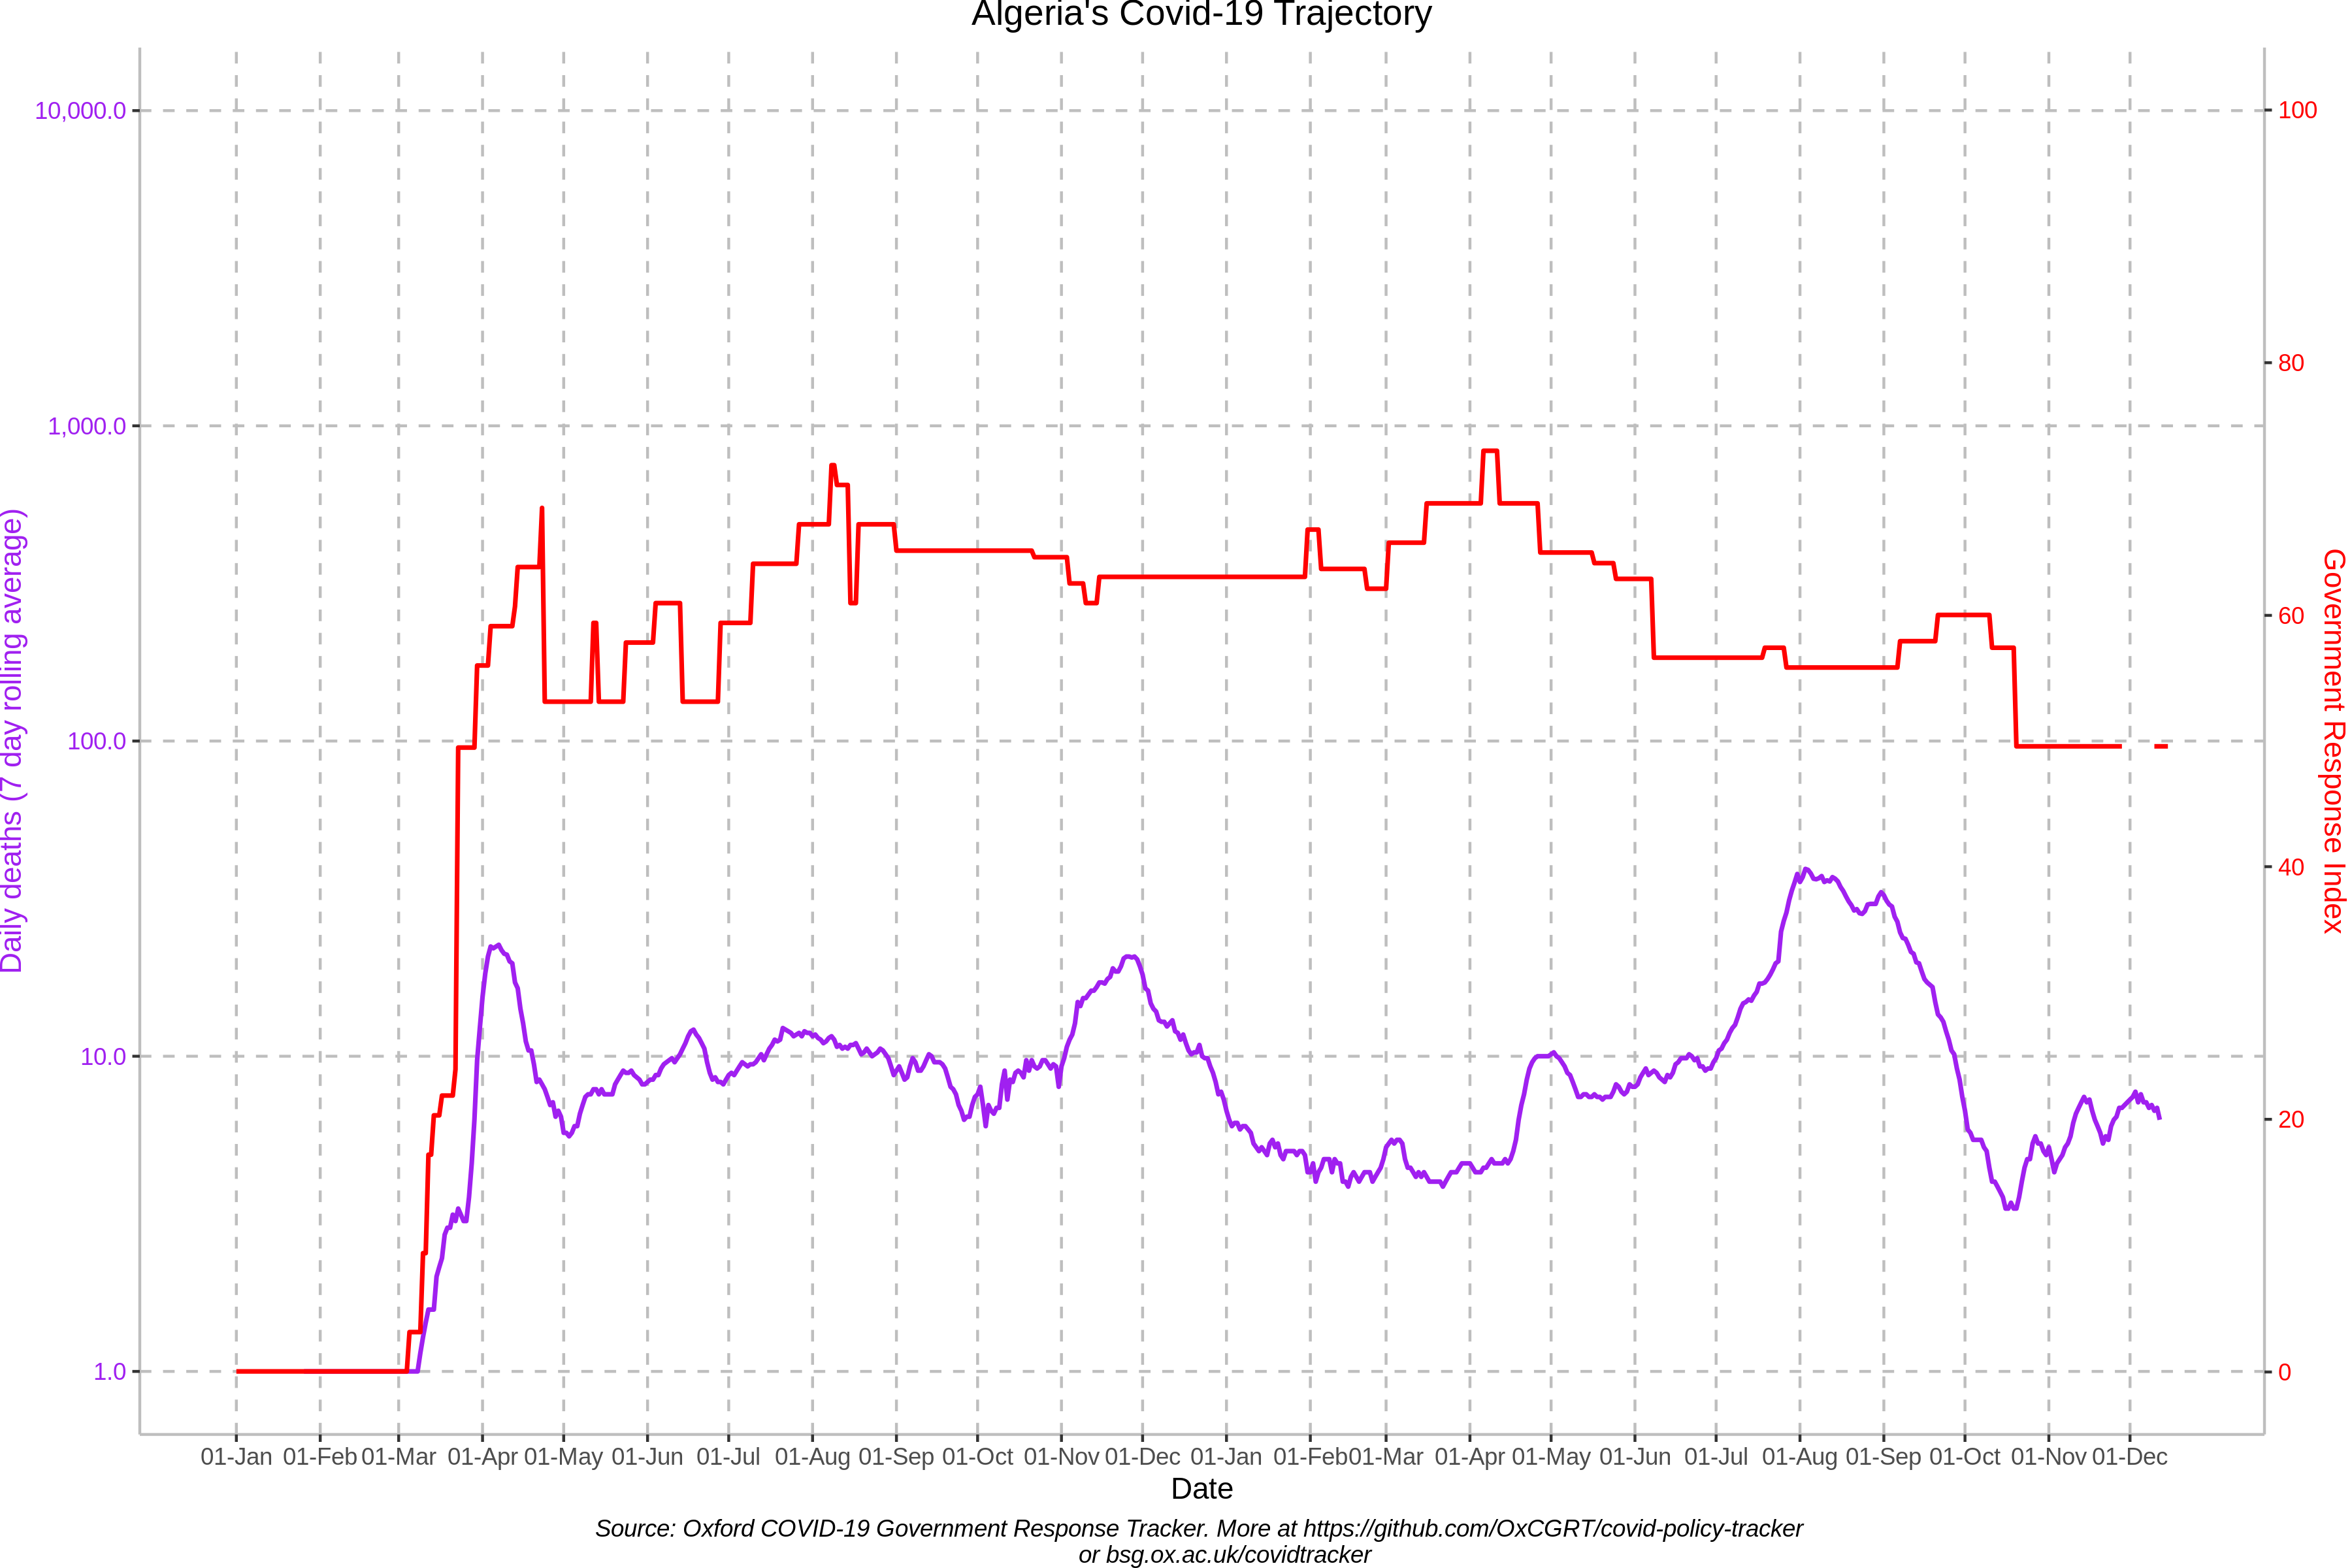 Algeria's Covid-19 Trajectory
10,000.0
1,000.0
100.0
10.0
1.0
Daily deaths (7 day rolling average)
100
80
60
40
20
0
Government Response Index
01-Jan 01-Feb 01-Mar 01-Apr 01-May 01-Jun 01-Jul 01-Aug 01-Sep 01-Oct 01-Nov 01-Dec 01-Jan 01-Feb 01-Mar 01-Apr 01-May 01-Jun 01-Jul 01-Aug 01-Sep 01-Oct 01-Nov 01-Dec
Date
Source: Oxford COVID-19 Government Response Tracker. More at https://github.com/OxCGRT/covid-policy-tracker
or bsg.ox.ac.uk/covidtracker